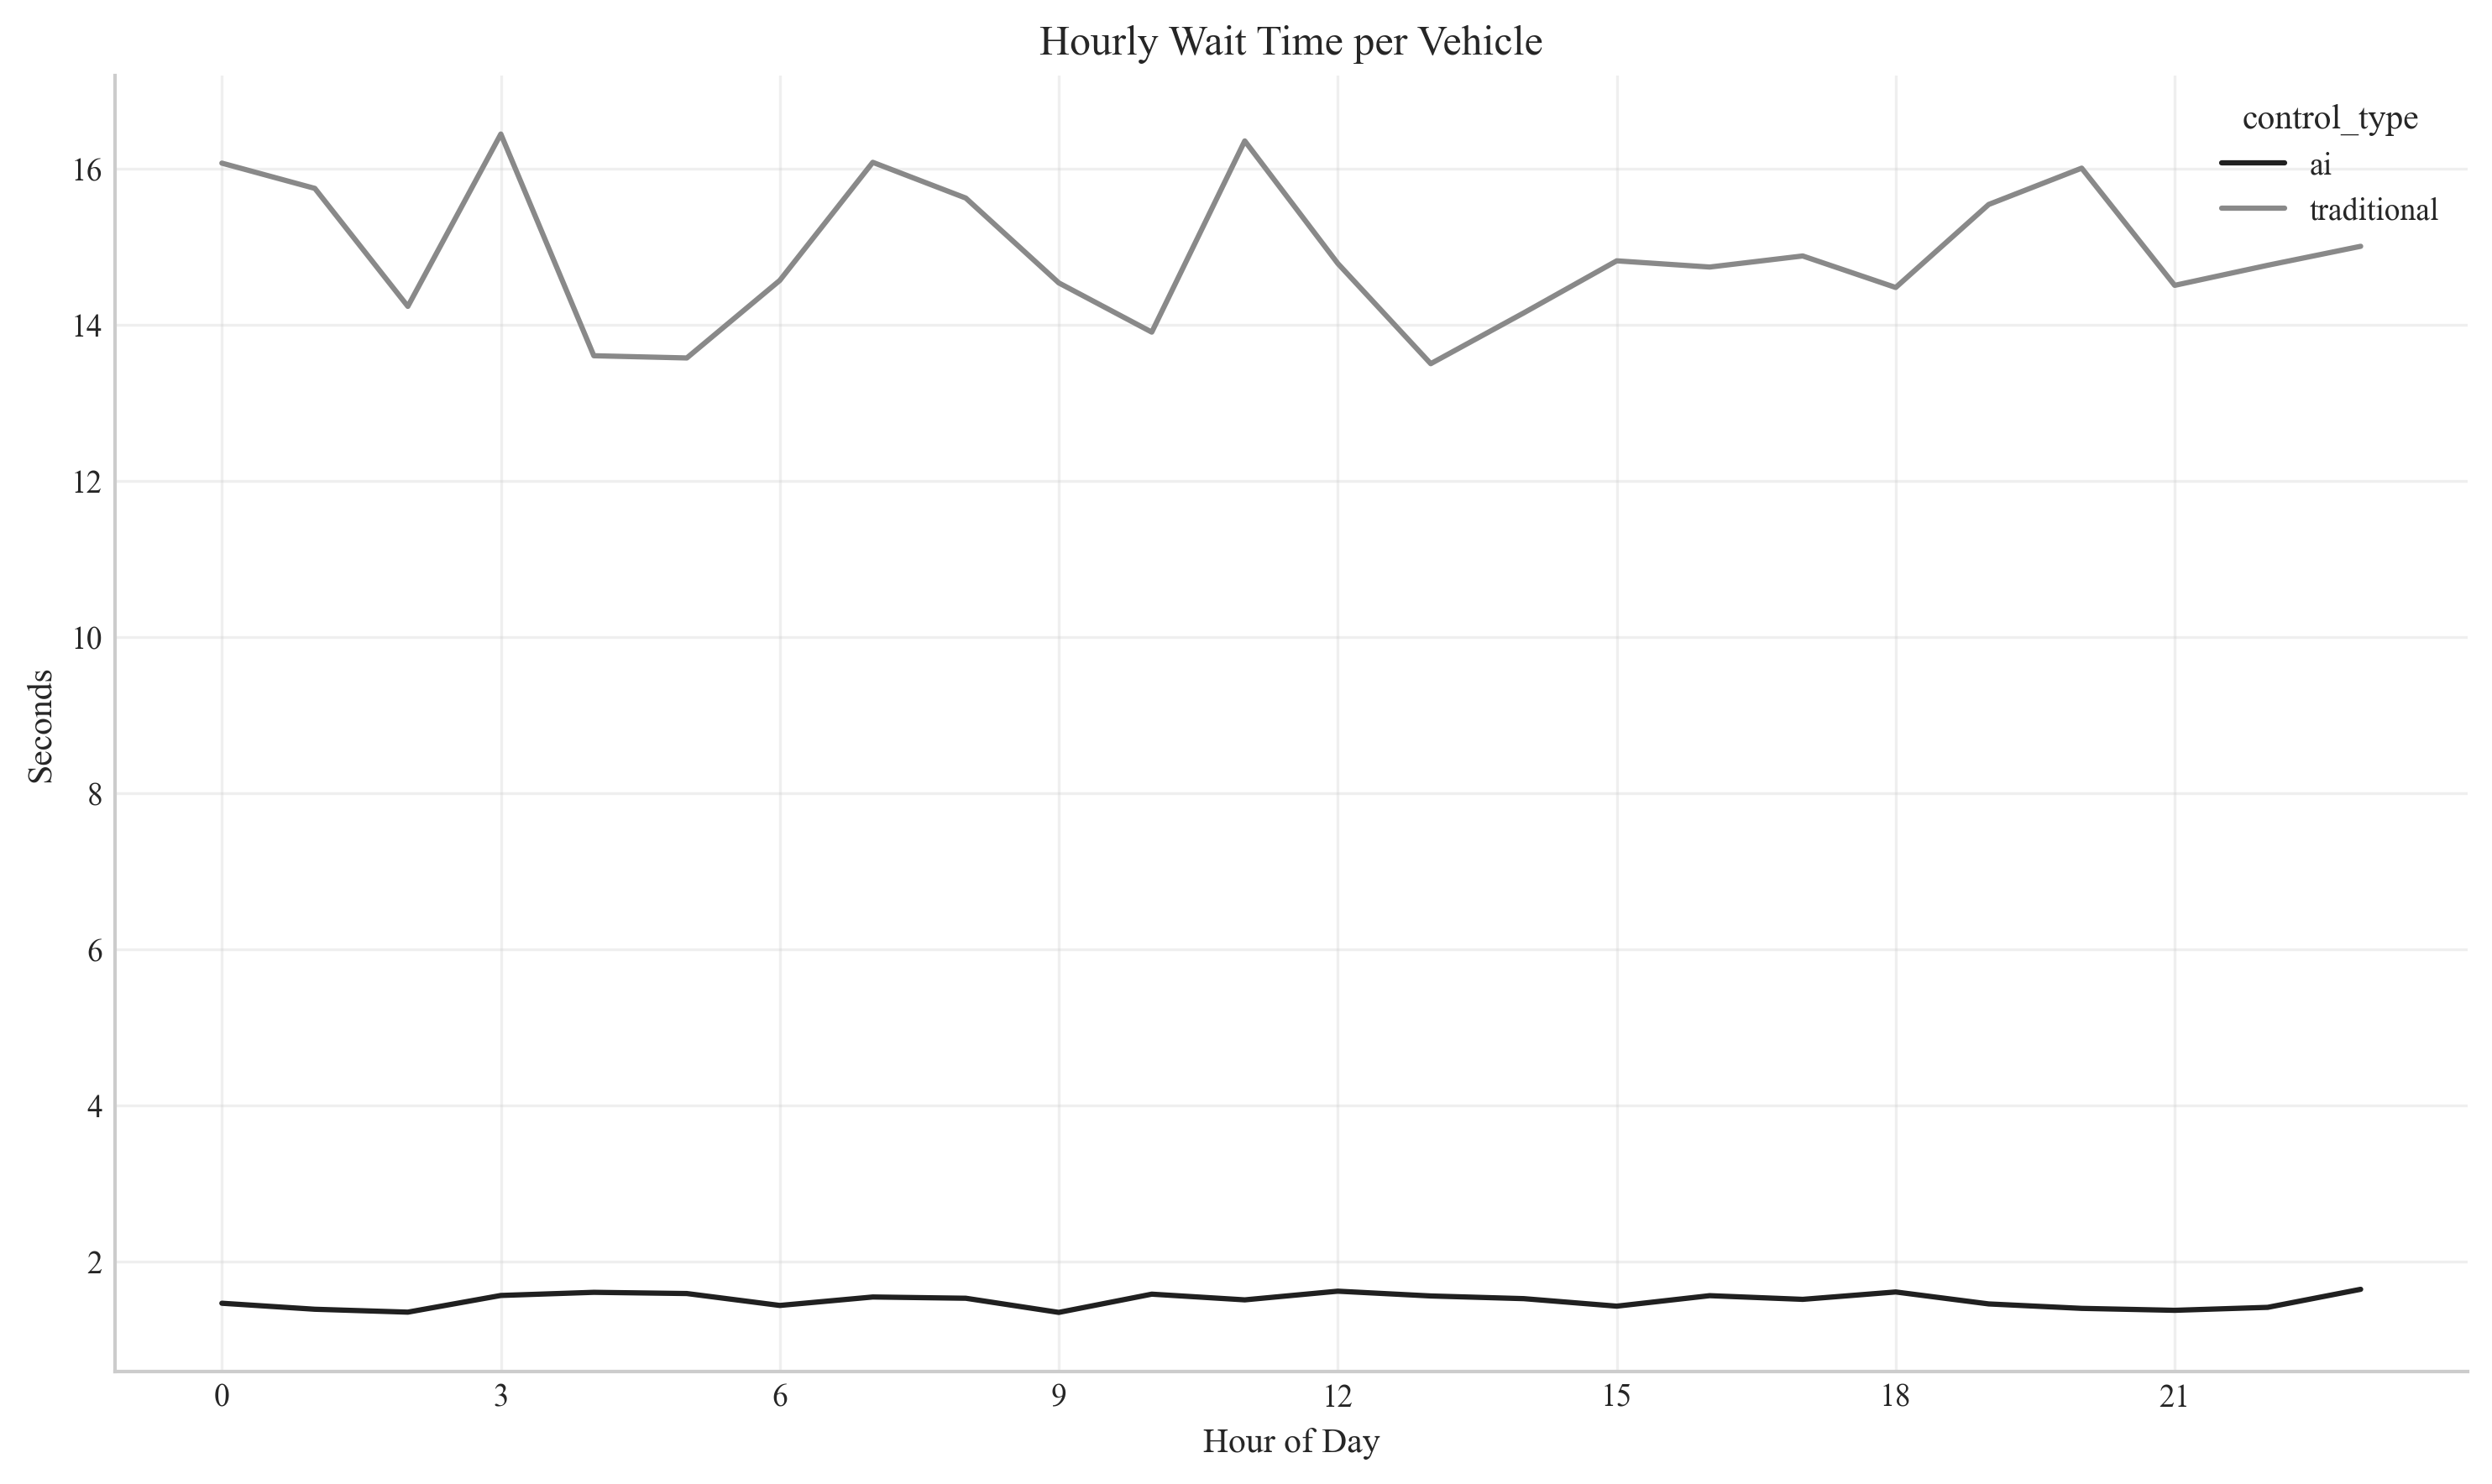 Hourly Wait Time per Vehicle
control_type
ai
traditional
Seconds
16
14
12
10
8
6
4
2
0 3 6 9 12 15 18 21
Hour of Day